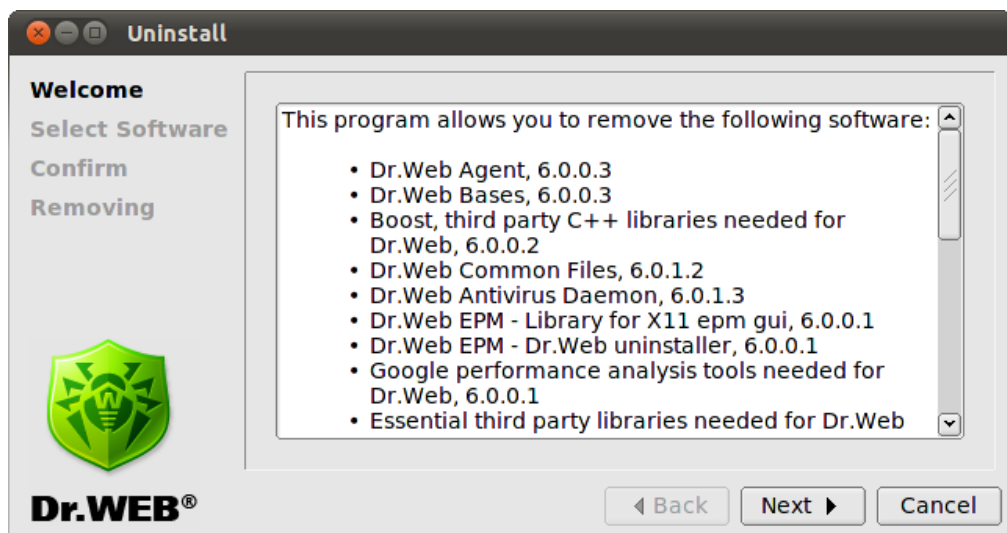 Uninstall
Welcome
Select Software
Confirm
Removing
This program allows you to remove the following software:
• Dr.Web Agent, 6.0.0.3
• Dr.Web Bases, 6.0.0.3
• Boost, third party C++ libraries needed for
Dr.Web, 6.0.0.2
• Dr.Web Common Files, 6.0.1.2
• Dr.Web Antivirus Daemon, 6.0.1.3
• Dr.Web EPM - Library for X11 epm gui, 6.0.0.1
• Dr.Web EPM - Dr.Web uninstaller, 6.0.0.1
• Google performance analysis tools needed for
Dr.Web, 6.0.0.1
• Essential third party libraries needed for Dr.Web
W
Dr.WEB®
Back
Next
Cancel